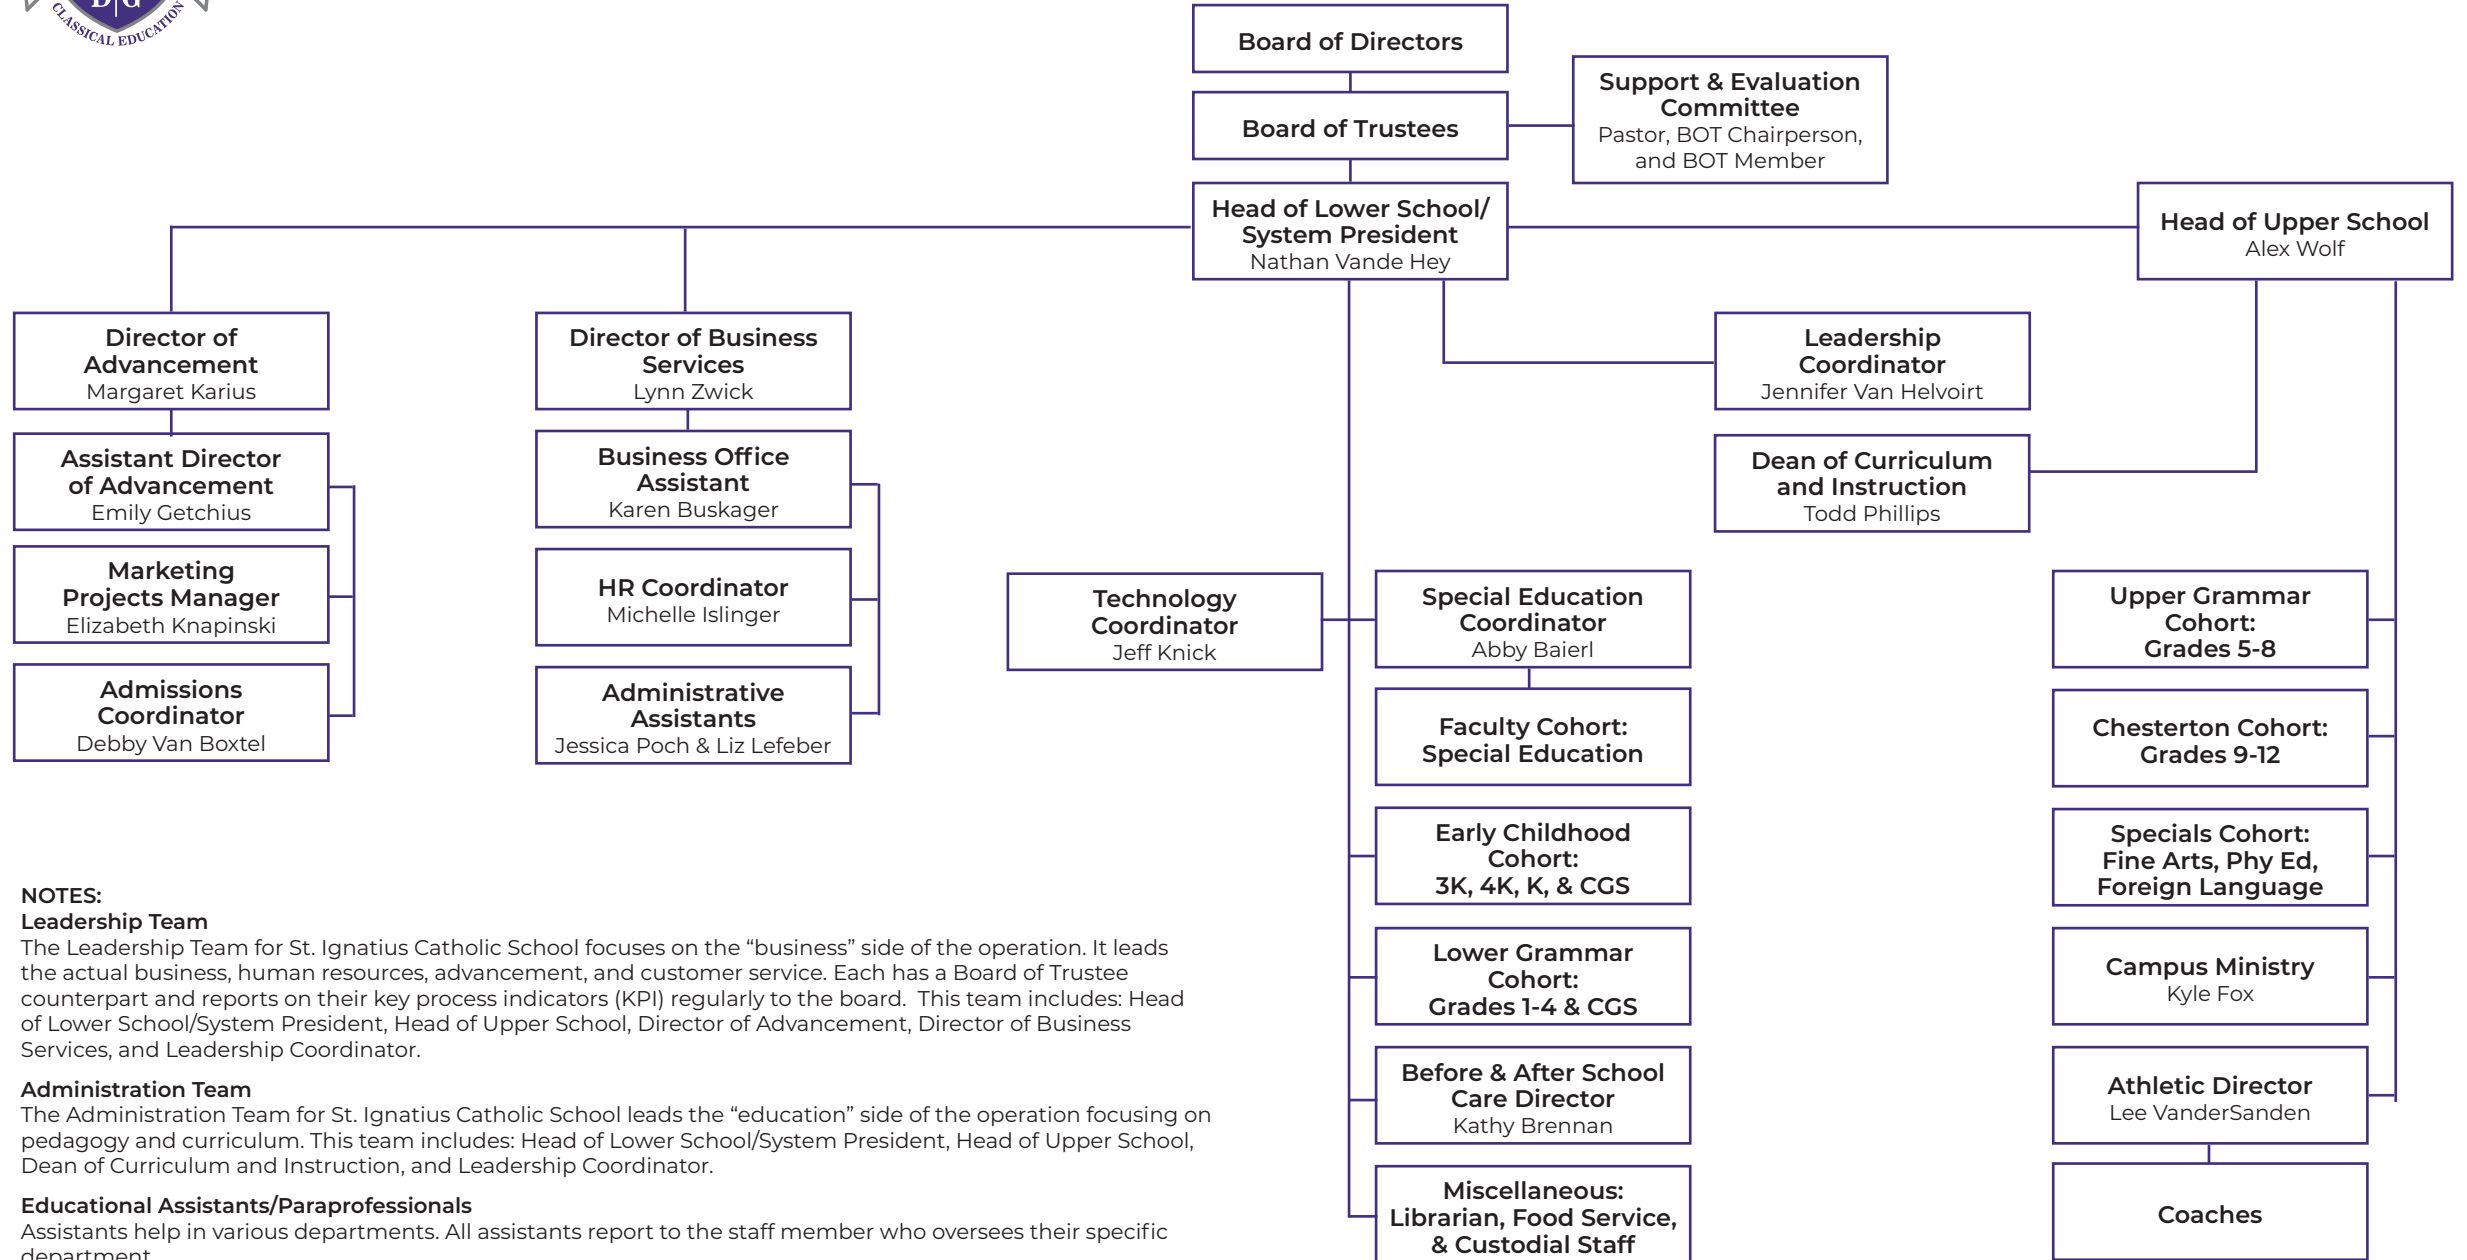 D G
CLASSICAL EDUCATION
Board of Directors
Board of Trustees
Support & Evaluation
Committee
Pastor, BOT Chairperson,
and BOT Member
Head of Lower School/
System President
Nathan Vande Hey
Head of Upper School
Alex Wolf
Director of
Advancement
Margaret Karius
Assistant Director
of Advancement
Emily Getchius
Marketing
Projects Manager
Elizabeth Knapinski
Admissions
Coordinator
Debby Van Boxtel
Director of Business
Services
Lynn Zwick
Business Office
Assistant
Karen Buskager
HR Coordinator
Michelle Islinger
Administrative
Assistants
Jessica Poch & Liz Lefeber
Leadership
Coordinator
Jennifer Van Helvoirt
Dean of Curriculum
and Instruction
Todd Phillips
Technology
Coordinator
Jeff Knick
Special Education
Coordinator
Abby Baierl
Faculty Cohort:
Special Education
Early Childhood
Cohort:
3K, 4K, K, & CGS
Lower Grammar
Cohort:
Grades 1-4 & CGS
Before & After School
Care Director
Kathy Brennan
Miscellaneous:
Librarian, Food Service,
& Custodial Staff
Upper Grammar
Cohort:
Grades 5-8
Chesterton Cohort:
Grades 9-12
Specials Cohort:
Fine Arts, Phy Ed,
Foreign Language
Campus Ministry
Kyle Fox
Athletic Director
Lee VanderSanden
Coaches
NOTES:
Leadership Team
The Leadership Team for St. Ignatius Catholic School focuses on the “business” side of the operation. It leads
the actual business, human resources, advancement, and customer service. Each has a Board of Trustee
counterpart and reports on their key process indicators (KPI) regularly to the board.  This team includes: Head
of Lower School/System President, Head of Upper School, Director of Advancement, Director of Business
Services, and Leadership Coordinator.
Administration Team
The Administration Team for St. Ignatius Catholic School leads the “education” side of the operation focusing on
pedagogy and curriculum. This team includes: Head of Lower School/System President, Head of Upper School,
Dean of Curriculum and Instruction, and Leadership Coordinator.
Educational Assistants/Paraprofessionals
Assistants help in various departments. All assistants report to the staff member who oversees their specific
department.